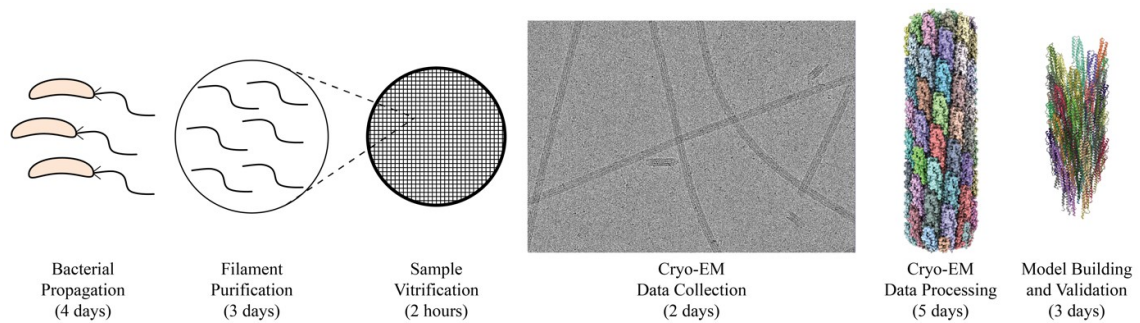 Bacterial
Propagation
(4 days)
Filament
Purification
(3 days)
Sample
Vitrification
(2 hours)
Cryo-EM
Data Collection
(2 days)
Cryo-EM
Data Processing
(5 days)
Model Building
and Validation
(3 days)